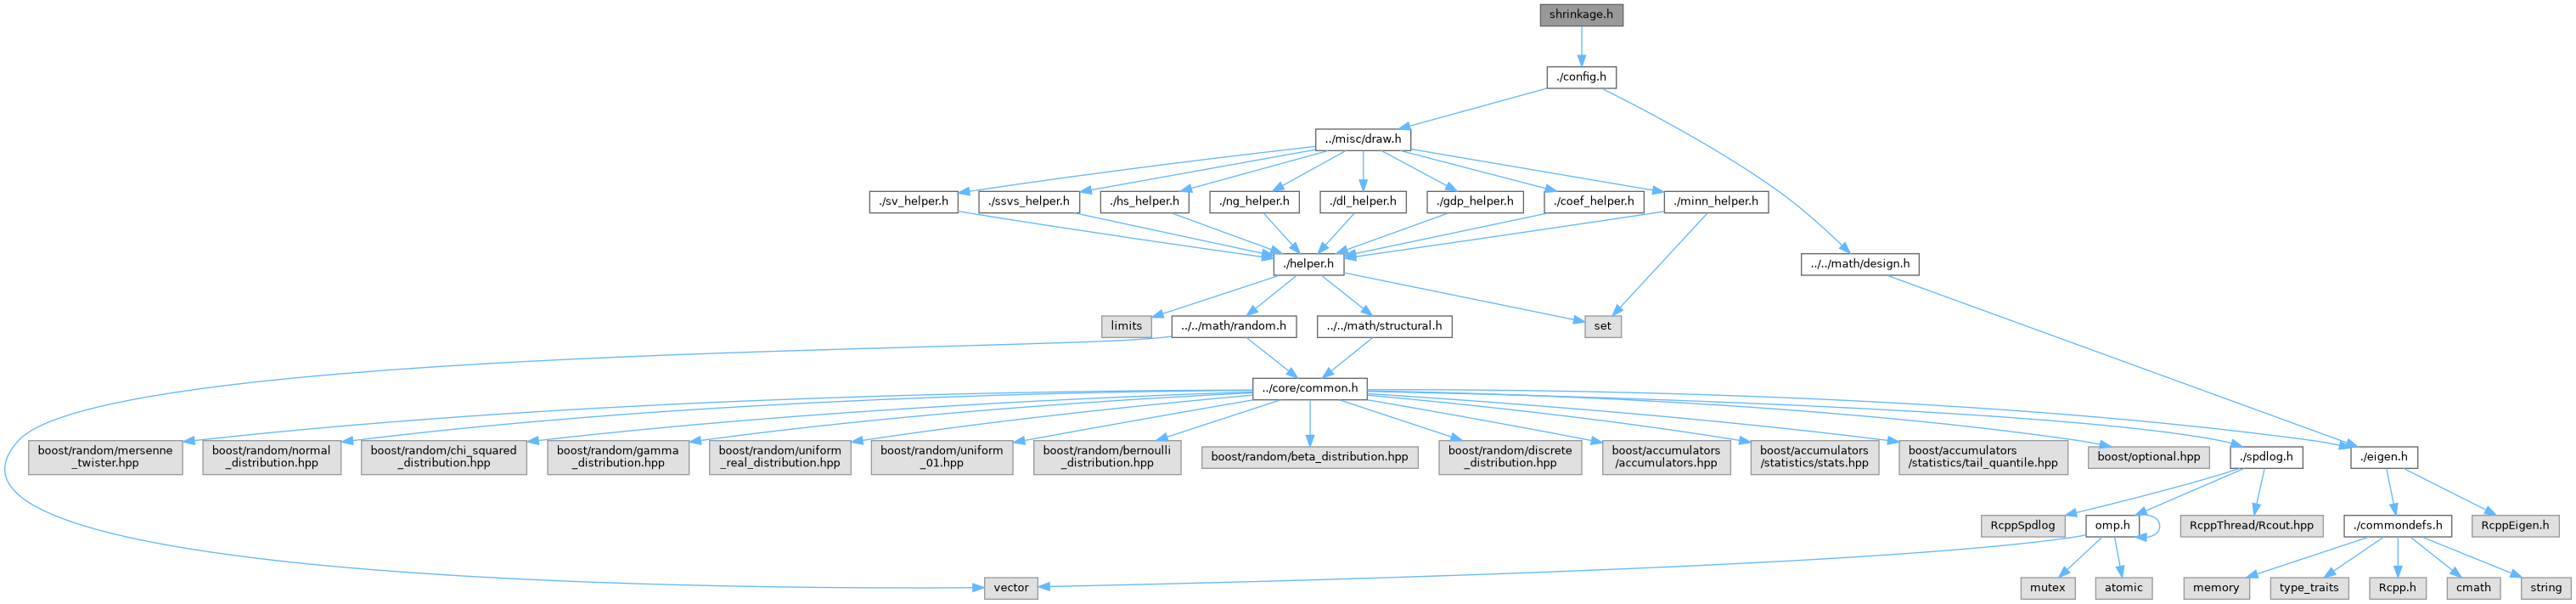 shrinkage.h
./config.h
../misc/draw.h
./sv_helper.h
./ssvs_helper.h
./hs_helper.h
./ng_helper.h
./dl_helper.h
./gdp_helper.h
./coef_helper.h
./minn_helper.h
./helper.h
../../math/design.h
limits
../../math/random.h
../../math/structural.h
set
../core/common.h
boost/random/mersenne
_twister.hpp
boost/random/normal
_distribution.hpp
boost/random/chi_squared
_distribution.hpp
boost/random/gamma
_distribution.hpp
boost/random/uniform
_real_distribution.hpp
boost/random/uniform
_01.hpp
boost/random/bernoulli
_distribution.hpp
boost/random/beta_distribution.hpp
boost/random/discrete
_distribution.hpp
boost/accumulators
/accumulators.hpp
boost/accumulators
/statistics/stats.hpp
boost/accumulators
/statistics/tail_quantile.hpp
boost/optional.hpp
./spdlog.h
./eigen.h
RcppSpdlog
omp.h
RcppThread/Rcout.hpp
./commondefs.h
RcppEigen.h
vector
mutex
atomic
memory
type_traits
Rcpp.h
cmath
string